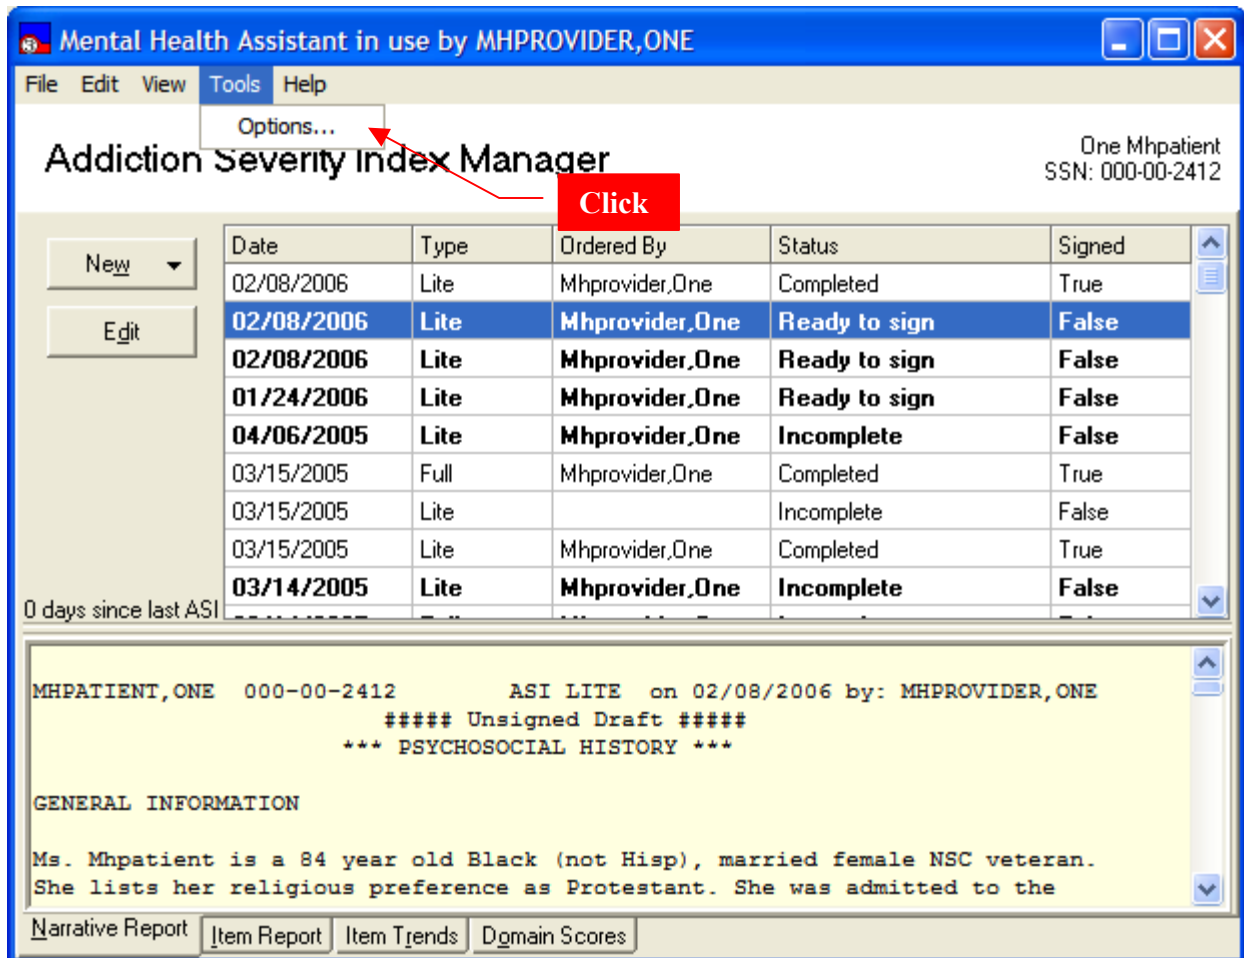 Mental Health Assistant in use by MHPROVIDER,ONE
File Edit View Tools Help
Options...
Addiction Severity Index Manager
One Mhpatient
SSN: 000-00-2412
Click
New
Edit
0 days since last ASI
Date Type Ordered By Status Signed
02/08/2006 Lite Mhprovider,One Completed True
02/08/2006 Lite Mhprovider,One Ready to sign False
02/08/2006 Lite Mhprovider,One Ready to sign False
01/24/2006 Lite Mhprovider,One Ready to sign False
04/06/2005 Lite Mhprovider,One Incomplete False
03/15/2005 Full Mhprovider,One Completed True
03/15/2005 Lite Incomplete False
03/15/2005 Lite Mhprovider,One Completed True
03/14/2005 Lite Mhprovider,One Incomplete False
MHPATIENT,ONE 000-00-2412 ASI LITE on 02/08/2006 by: MHPROVIDER,ONE
##### Unsigned Draft #####
*** PSYCHOSOCIAL HISTORY ***
GENERAL INFORMATION
Ms. Mhpatient is a 84 year old Black (not Hisp), married female NSC veteran.
She lists her religious preference as Protestant. She was admitted to the
Narrative Report Item Report Item Trends Domain Scores